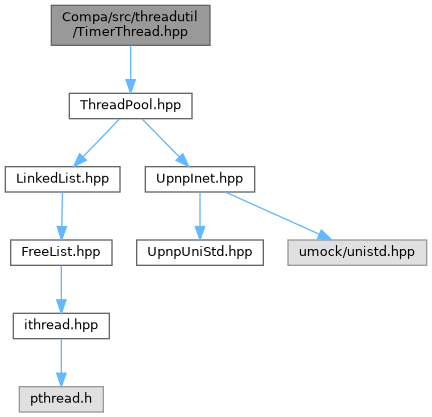 Compa/src/threadutil
/TimerThread.hpp
ThreadPool.hpp
LinkedList.hpp
UpnpInet.hpp
FreeList.hpp
UpnpUniStd.hpp
umock/unistd.hpp
ithread.hpp
pthread.h